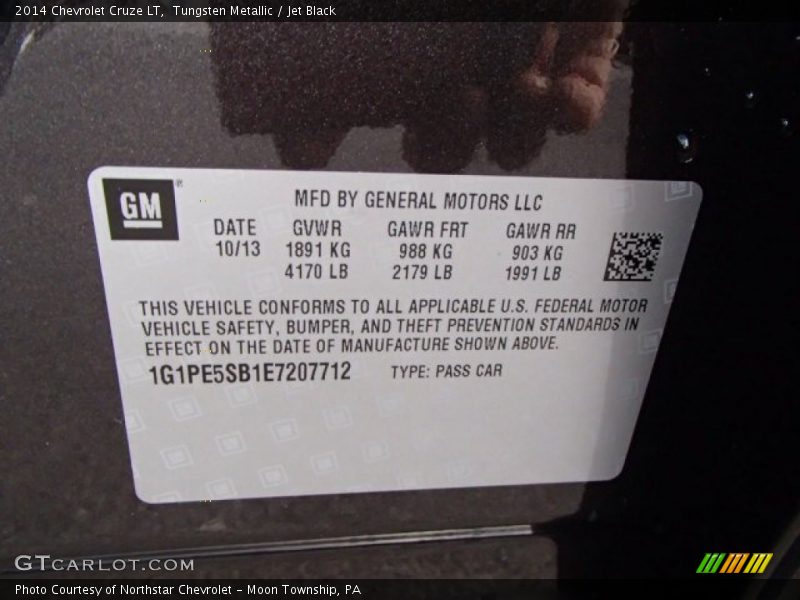 2014 Chevrolet Cruze LT,  Tungsten Metallic / Jet Black
GM®
MFD BY GENERAL MOTORS LLC
DATE GVWR GAWR FRT GAWR RR
10/13 1891 KG 988 KG 903 KG
4170 LB 2179 LB 1991 LB
THIS VEHICLE CONFORMS TO ALL APPLICABLE U.S. FEDERAL MOTOR
VEHICLE SAFETY, BUMPER, AND THEFT PREVENTION STANDARDS IN
EFFECT ON THE DATE OF MANUFACTURE SHOWN ABOVE.
1G1PE5SB1E7207712 TYPE: PASS CAR
GTCARLOT.COM
Photo Courtesy of Northstar Chevrolet – Moon Township, PA